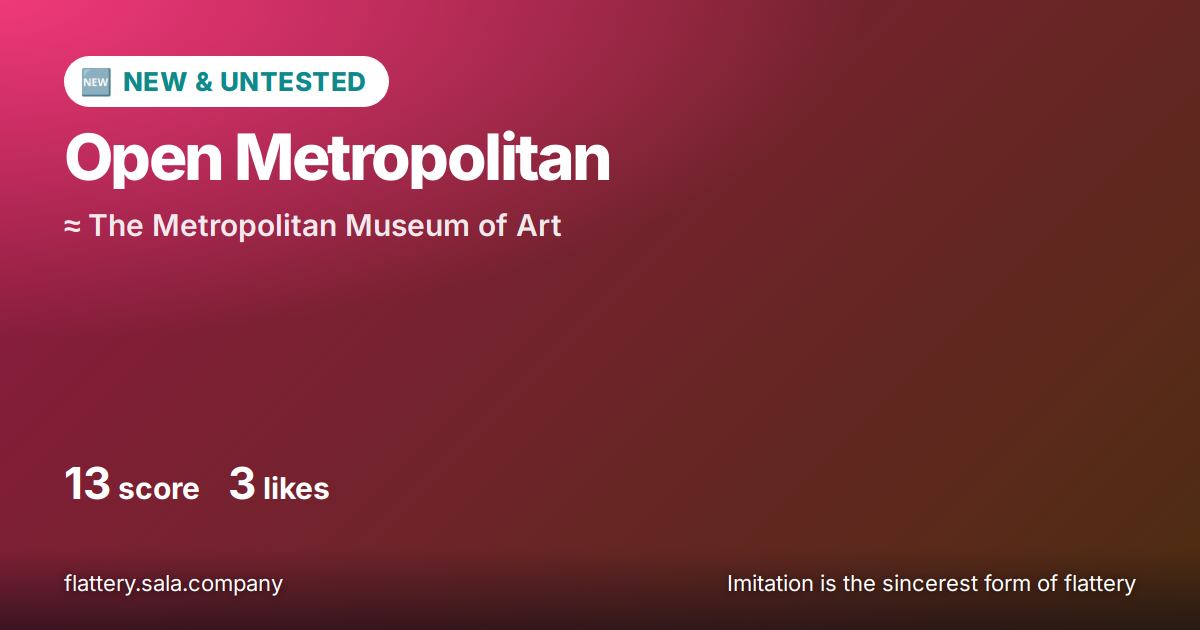 🆕 NEW & UNTESTED
Open Metropolitan
≈ The Metropolitan Museum of Art
13 score 3 likes
flattery.sala.company
Imitation is the sincerest form of flattery